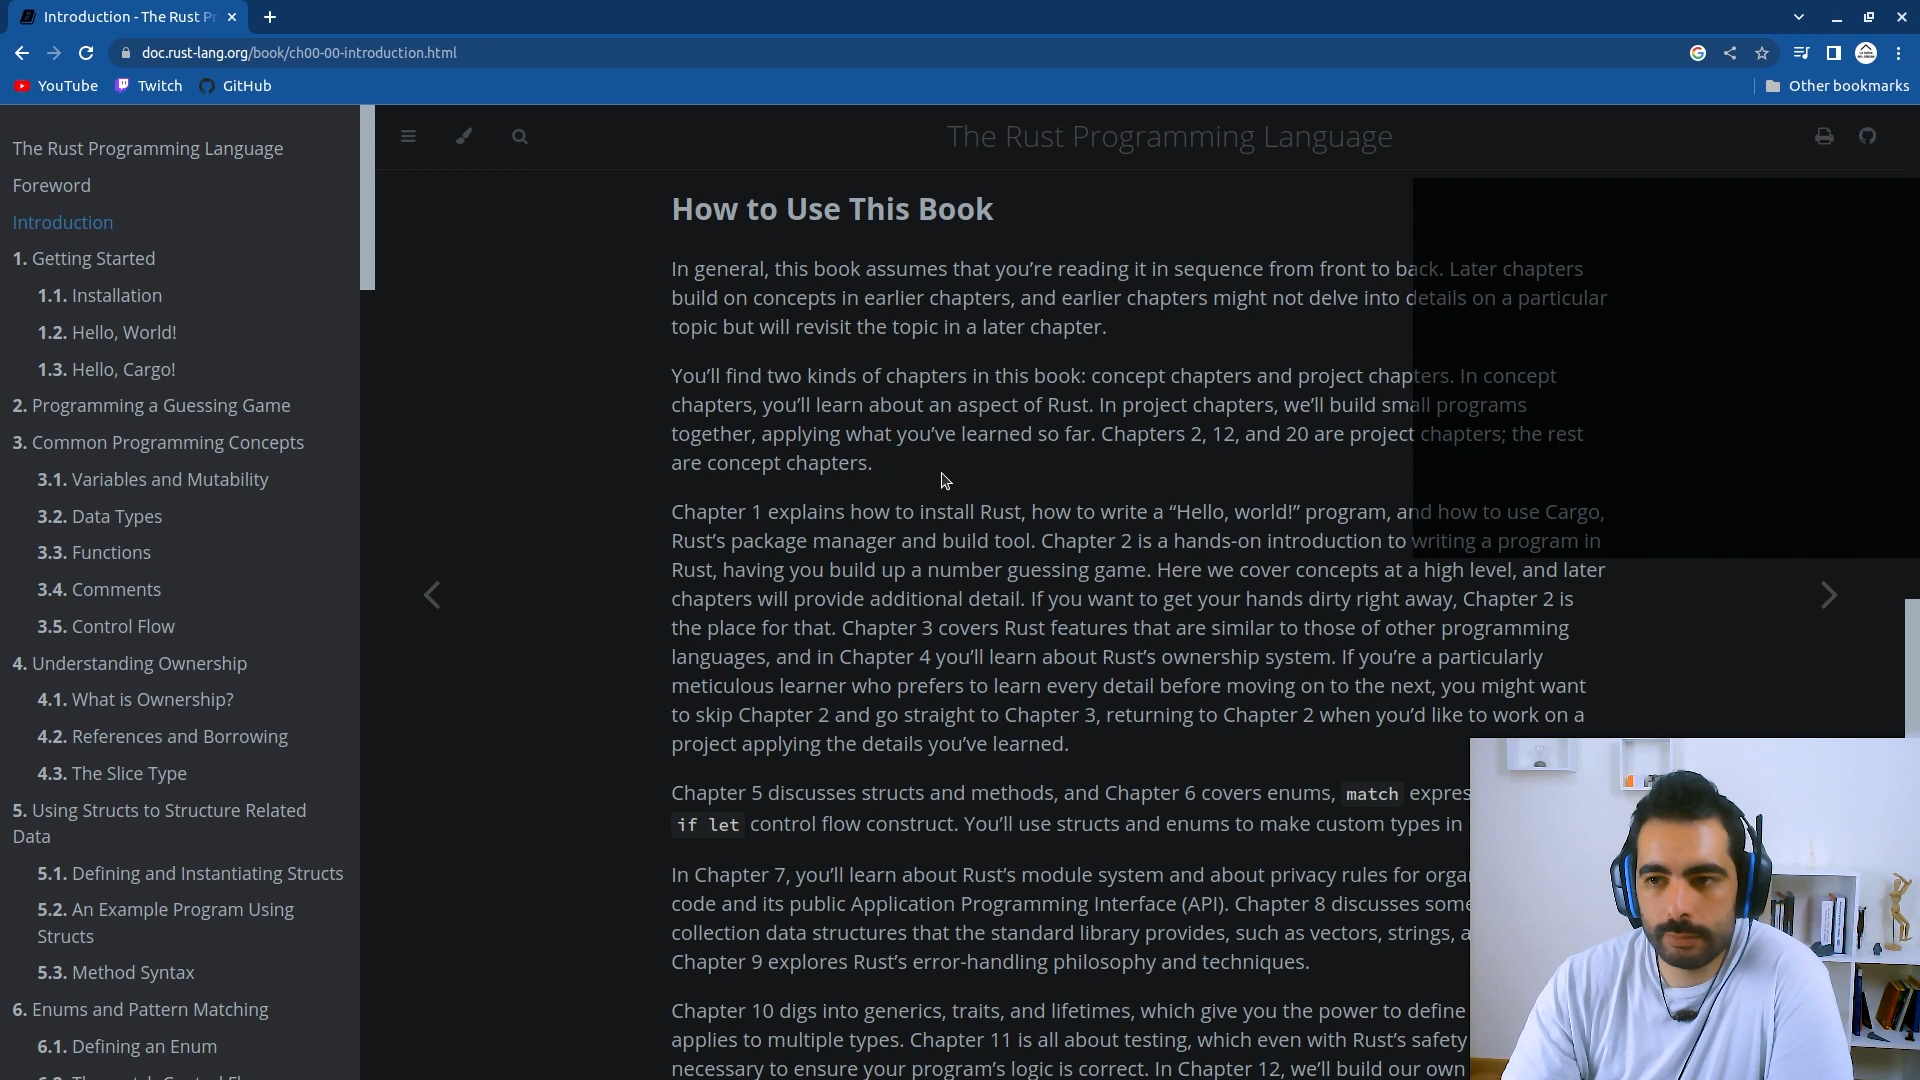 Introduction - The Rust Pr
doc.rust-lang.org/book/ch00-00-introduction.html
YouTube
Twitch
GitHub
Other bookmarks
The Rust Programming Language
Foreword
Introduction
1. Getting Started
1.1. Installation
1.2. Hello, World!
1.3. Hello, Cargo!
2. Programming a Guessing Game
3. Common Programming Concepts
3.1. Variables and Mutability
3.2. Data Types
3.3. Functions
3.4. Comments
3.5. Control Flow
4. Understanding Ownership
4.1. What is Ownership?
4.2. References and Borrowing
4.3. The Slice Type
5. Using Structs to Structure Related
Data
5.1. Defining and Instantiating Structs
5.2. An Example Program Using
Structs
5.3. Method Syntax
6. Enums and Pattern Matching
6.1. Defining an Enum
The Rust Programming Language
How to Use This Book
In general, this book assumes that you’re reading it in sequence from front to back. Later chapters
build on concepts in earlier chapters, and earlier chapters might not delve into details on a particular
topic but will revisit the topic in a later chapter.
You’ll find two kinds of chapters in this book: concept chapters and project chapters. In concept
chapters, you’ll learn about an aspect of Rust. In project chapters, we’ll build small programs
together, applying what you’ve learned so far. Chapters 2, 12, and 20 are project chapters; the rest
are concept chapters.
Chapter 1 explains how to install Rust, how to write a “Hello, world!” program, and how to use Cargo,
Rust’s package manager and build tool. Chapter 2 is a hands-on introduction to writing a program in
Rust, having you build up a number guessing game. Here we cover concepts at a high level, and later
chapters will provide additional detail. If you want to get your hands dirty right away, Chapter 2 is
the place for that. Chapter 3 covers Rust features that are similar to those of other programming
languages, and in Chapter 4 you’ll learn about Rust’s ownership system. If you’re a particularly
meticulous learner who prefers to learn every detail before moving on to the next, you might want
to skip Chapter 2 and go straight to Chapter 3, returning to Chapter 2 when you’d like to work on a
project applying the details you’ve learned.
Chapter 5 discusses structs and methods, and Chapter 6 covers enums, match expres
if let control flow construct. You’ll use structs and enums to make custom types in
In Chapter 7, you’ll learn about Rust’s module system and about privacy rules for orga
code and its public Application Programming Interface (API). Chapter 8 discusses some
collection data structures that the standard library provides, such as vectors, strings, a
Chapter 9 explores Rust’s error-handling philosophy and techniques.
Chapter 10 digs into generics, traits, and lifetimes, which give you the power to define
applies to multiple types. Chapter 11 is all about testing, which even with Rust’s safety
necessary to ensure your program’s logic is correct. In Chapter 12, we’ll build our own